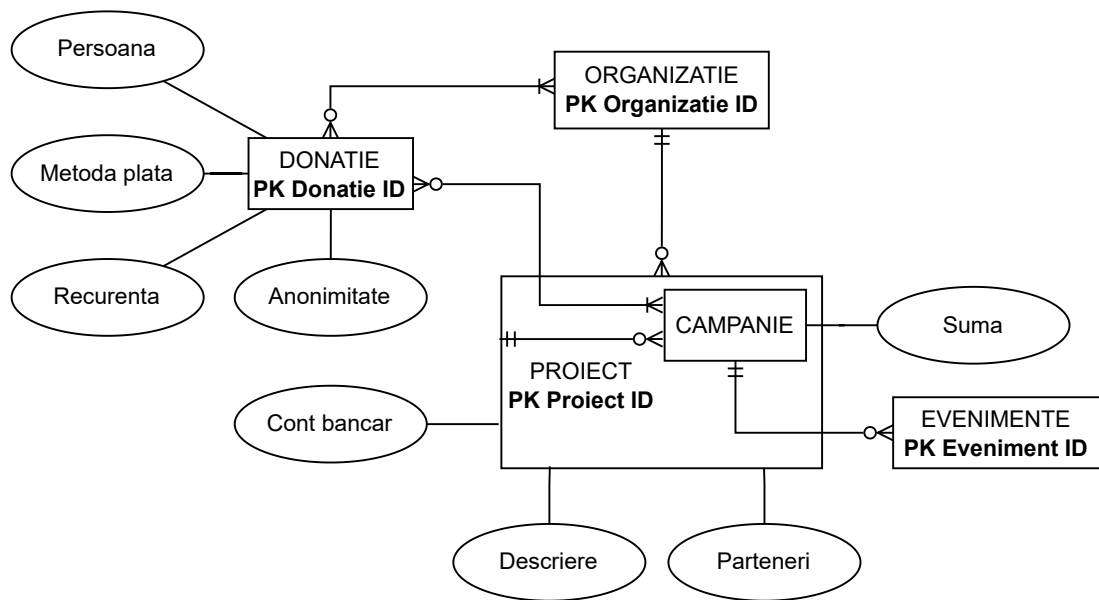 Persoana
ORGANIZATIE
PK Organizatie ID
Metoda plata
DONATIE
PK Donatie ID
Recurenta
Anonimitate
CAMPANIE
Suma
PROIECT
PK Proiect ID
Cont bancar
EVENIMENTE
PK Eveniment ID
Descriere
Parteneri